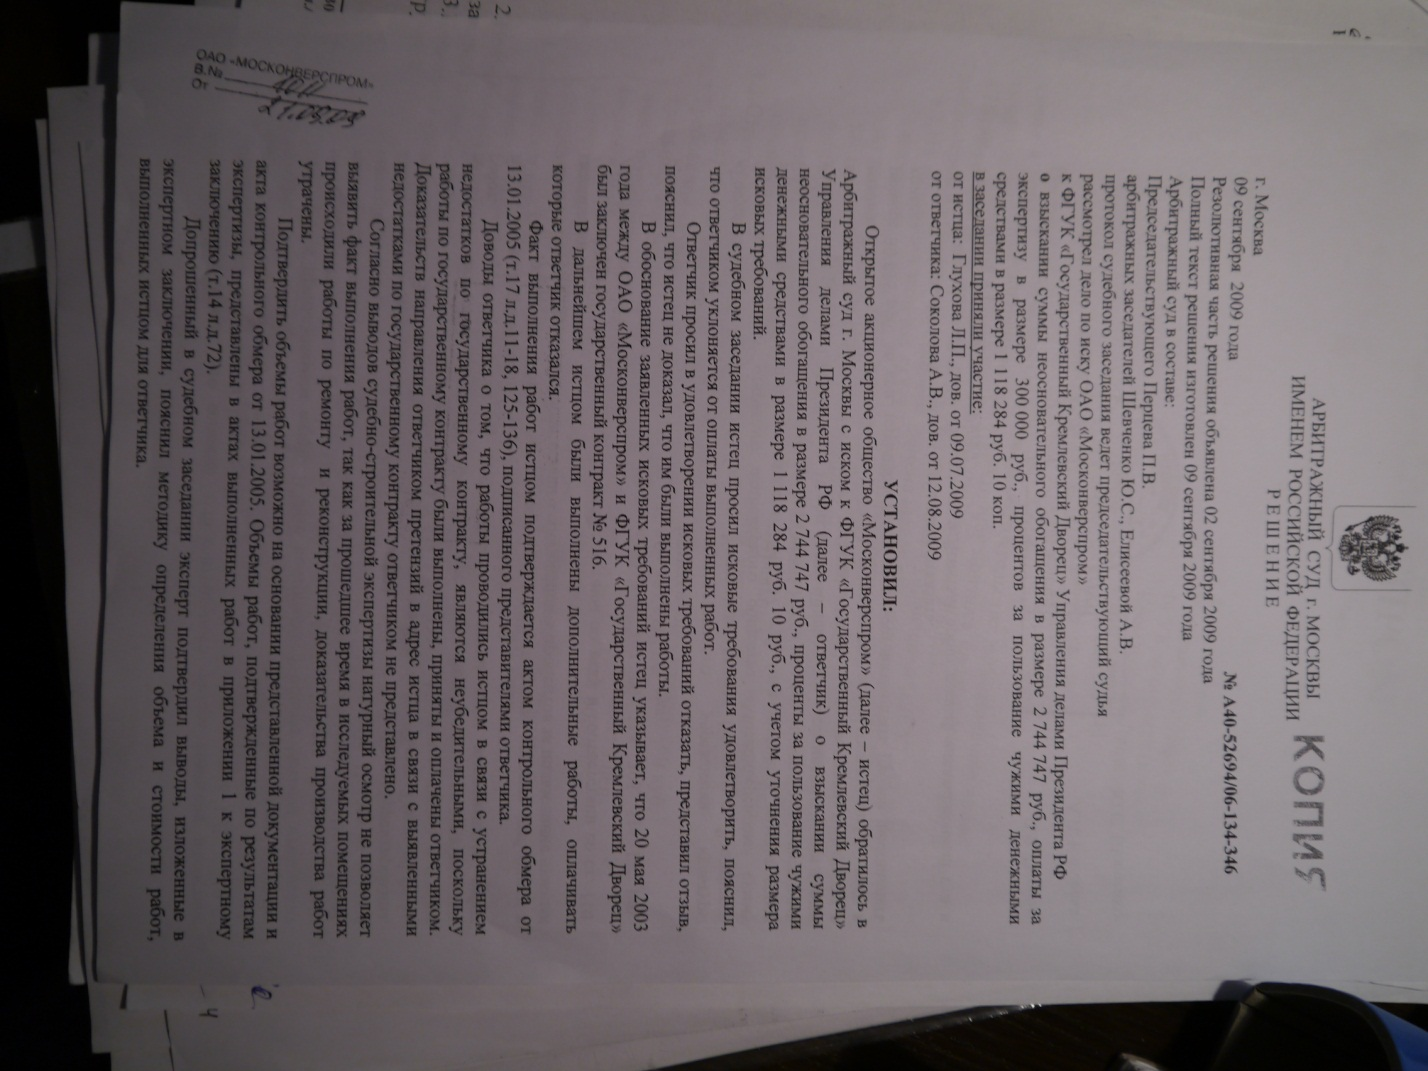 АРБИТРАЖНЫЙ СУД г. МОСКВЫ
ИМЕНЕМ РОССИЙСКОЙ ФЕДЕРАЦИИ
РЕШЕНИЕ
КОПИЯ
г. Москва
09 сентября 2009 года
№ А40-52694/06-134-346
Резолютивная часть решения объявлена 02 сентября 2009 года
Полный текст решения изготовлен 09 сентября 2009 года
Арбитражный суд в составе:
Председательствующего Перцева П.В.
арбитражных заседателей Шевченко Ю.С., Елисеевой А.В.
протокол судебного заседания ведет председательствующий судья
рассмотрел дело по иску ОАО «Москонверспром»
к ФГУК «Государственный Кремлевский Дворец» Управления делами Президента РФ
о взыскании суммы неосновательного обогащения в размере 2 744 747 руб., оплаты за
экспертизу в размере 300 000 руб., процентов за пользование чужими денежными
средствами в размере 1 118 284 руб. 10 коп.
в заседании приняли участие:
от истца: Глухова Л.П., дов. от 09.07.2009
от ответчика: Соколова А.В., дов. от 12.08.2009
УСТАНОВИЛ:
Открытое акционерное общество «Москонверспром» (далее – истец) обратилось в
Арбитражный суд г. Москвы с иском к ФГУК «Государственный Кремлевский Дворец»
Управления делами Президента РФ (далее – ответчик) о взыскании суммы
неосновательного обогащения в размере 2 744 747 руб., проценты за пользование чужими
денежными средствами в размере 1 118 284 руб. 10 руб., с учетом уточнения размера
исковых требований.
В судебном заседании истец просил исковые требования удовлетворить, пояснил,
что ответчиком уклоняется от оплаты выполненных работ.
Ответчик просил в удовлетворении исковых требований отказать, представил отзыв,
пояснил, что истец не доказал, что им были выполнены работы.
В обоснование заявленных исковых требований истец указывает, что 20 мая 2003
года между ОАО «Москонверспром» и ФГУК «Государственный Кремлевский Дворец»
был заключен государственный контракт № 516.
В дальнейшем истцом были выполнены дополнительные работы, оплачивать
которые ответчик отказался.
Факт выполнения работ истцом подтверждается актом контрольного обмера от
13.01.2005 (т.17 л.д.11-18, 125-136), подписанного представителями ответчика.
Доводы ответчика о том, что работы проводились истцом в связи с устранением
недостатков по государственному контракту, являются неубедительными, поскольку
работы по государственному контракту были выполнены, приняты и оплачены ответчиком.
Доказательств направления ответчиком претензий в адрес истца в связи с выявленными
недостатками по государственному контракту ответчиком не представлено.
Согласно выводов судебно-строительной экспертизы натурный осмотр не позволяет
выявить факт выполнения работ, так как за прошедшее время в исследуемых помещениях
происходили работы по ремонту и реконструкции, доказательства производства работ
утрачены.
Подтвердить объемы работ возможно на основании представленной документации и
акта контрольного обмера от 13.01.2005. Объемы работ, подтвержденные по результатам
экспертизы, представлены в актах выполненных работ в приложении 1 к экспертному
заключению (т.14 л.д.72).
Допрошенный в судебном заседании эксперт подтвердил выводы, изложенные в
экспертном заключении, пояснил методику определения объема и стоимости работ,
выполненных истцом для ответчика.
ОАО «МОСКОНВЕРСПРОМ»
В.№
От 21.09.09